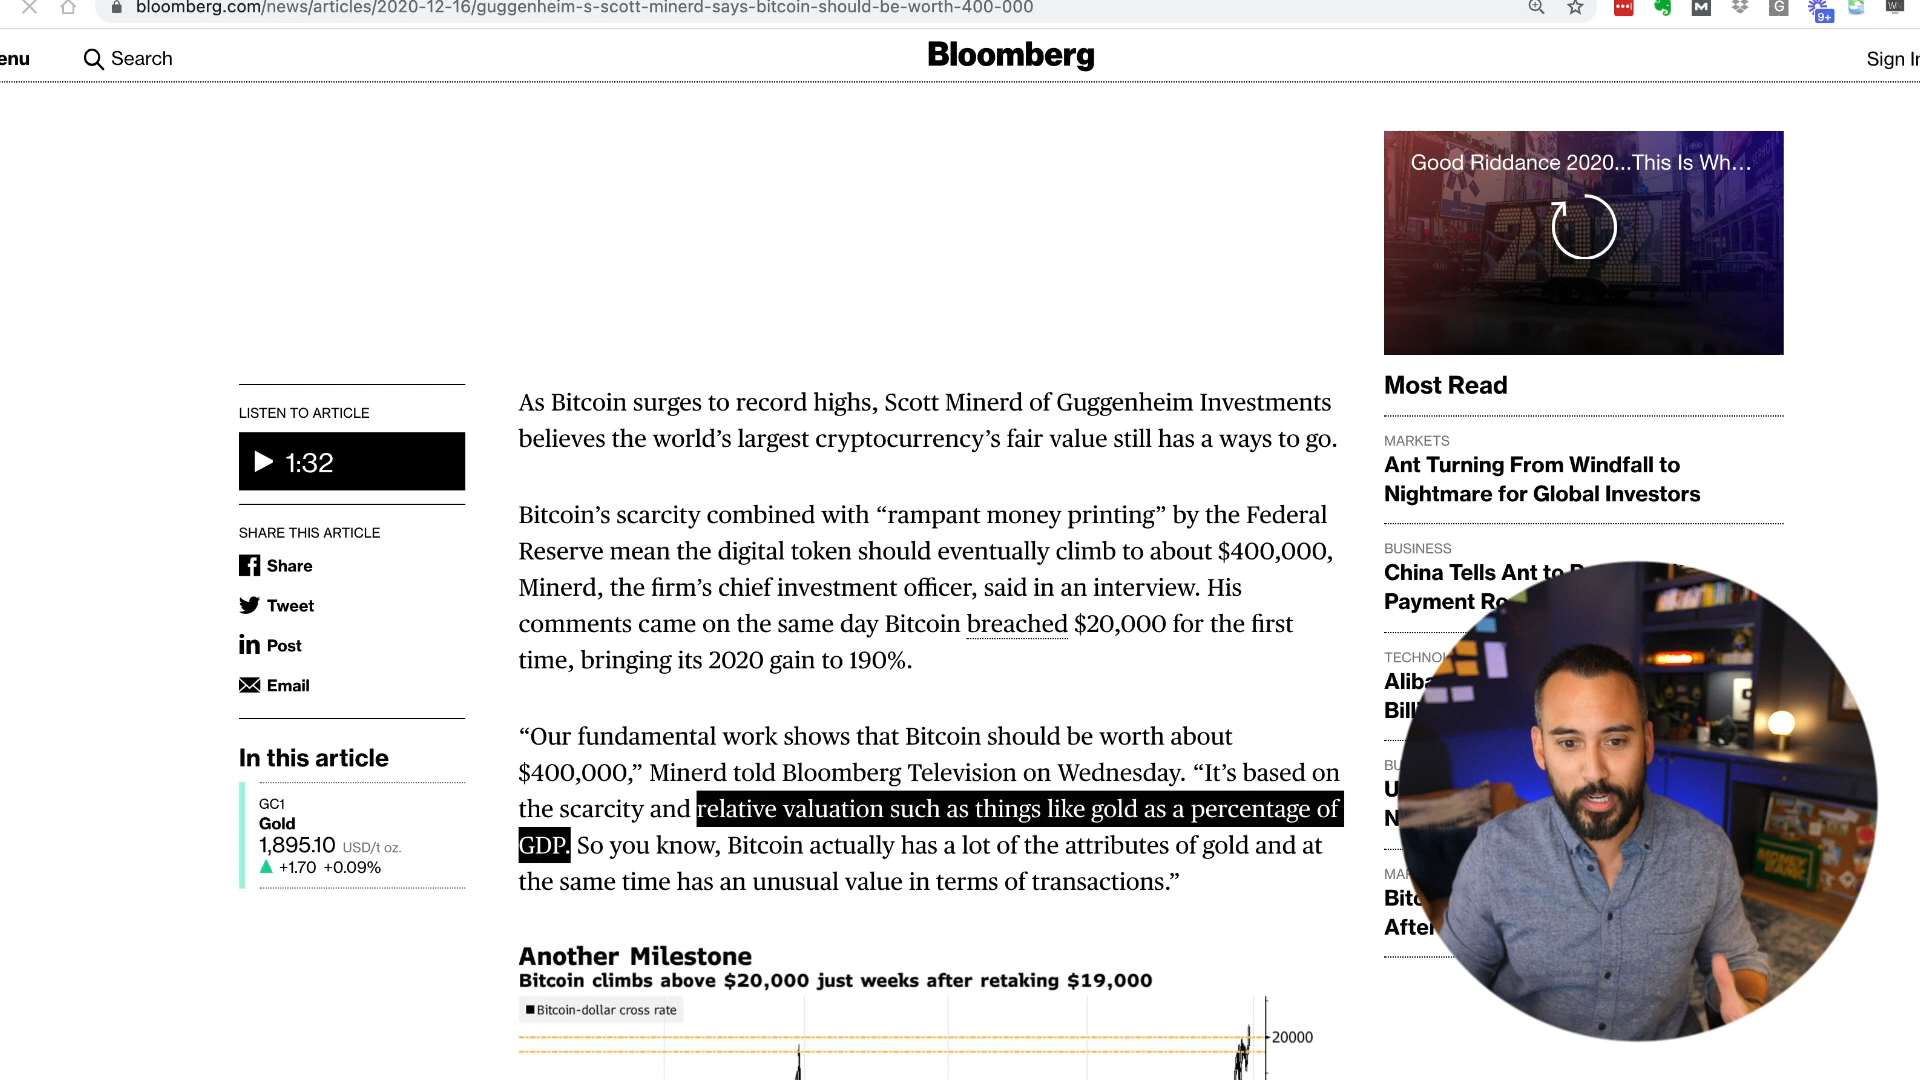 bloomberg.com/news/articles/2020-12-16/guggenheim-s-scott-minerd-says-bitcoin-should-be-worth-400-000
9+
enu
Search
Bloomberg
Sign In
Good Riddance 2020...This Is Wh...
LISTEN TO ARTICLE
1:32
SHARE THIS ARTICLE
Share
Tweet
Post
Email
In this article
GC1
Gold
1,895.10 USD/t oz.
+1.70 +0.09%
As Bitcoin surges to record highs, Scott Minerd of Guggenheim Investments
believes the world’s largest cryptocurrency’s fair value still has a ways to go.
Bitcoin’s scarcity combined with “rampant money printing” by the Federal
Reserve mean the digital token should eventually climb to about $400,000,
Minerd, the firm’s chief investment officer, said in an interview. His
comments came on the same day Bitcoin breached $20,000 for the first
time, bringing its 2020 gain to 190%.
“Our fundamental work shows that Bitcoin should be worth about
$400,000,” Minerd told Bloomberg Television on Wednesday. “It’s based on
the scarcity and relative valuation such as things like gold as a percentage of
GDP. So you know, Bitcoin actually has a lot of the attributes of gold and at
the same time has an unusual value in terms of transactions.”
Another Milestone
Bitcoin climbs above $20,000 just weeks after retaking $19,000
Bitcoin-dollar cross rate
20000
Most Read
MARKETS
Ant Turning From Windfall to
Nightmare for Global Investors
BUSINESS
China Tells Ant to
Payment